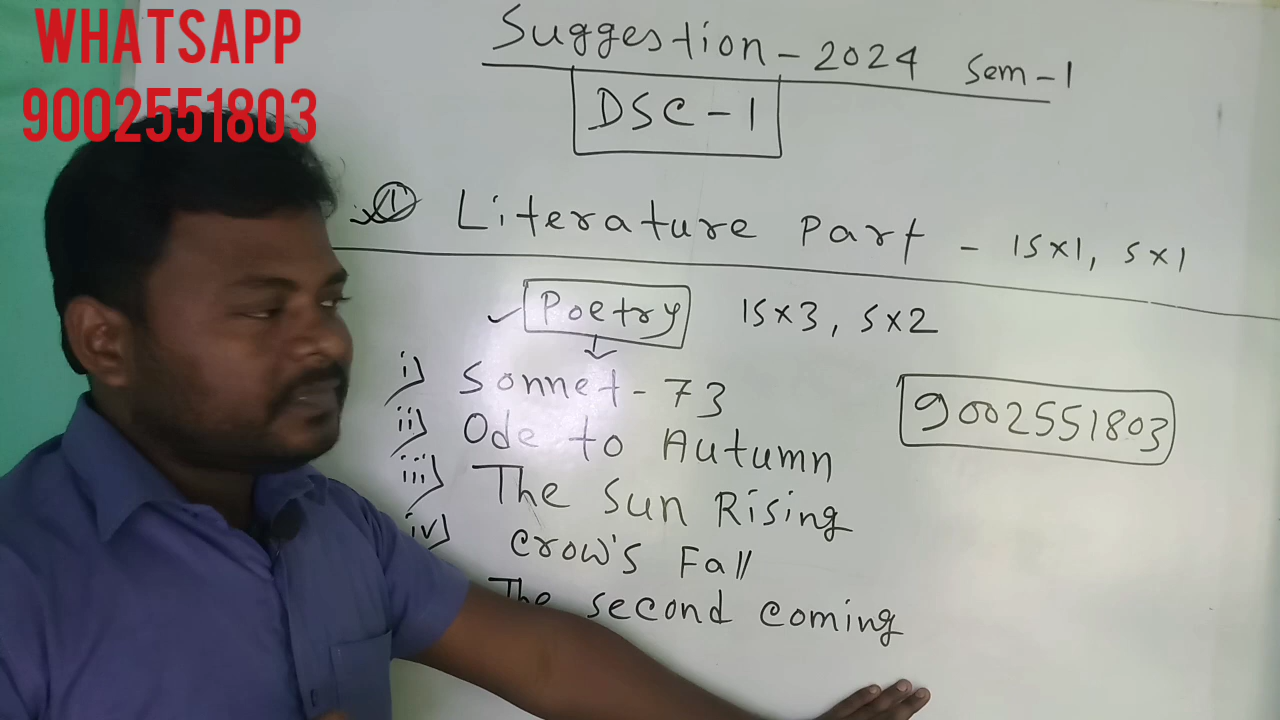 WHATSAPP
9002551803
Suggestion - 2024 Sem - 1
DSC - 1
1 Literature Part - 15x1, 5x1
Poetry 15x3, 5x2
i) Sonnet - 73
ii) Ode to Autumn
iii) The Sun Rising
iv) Crow's Fall
The second coming
9002551803